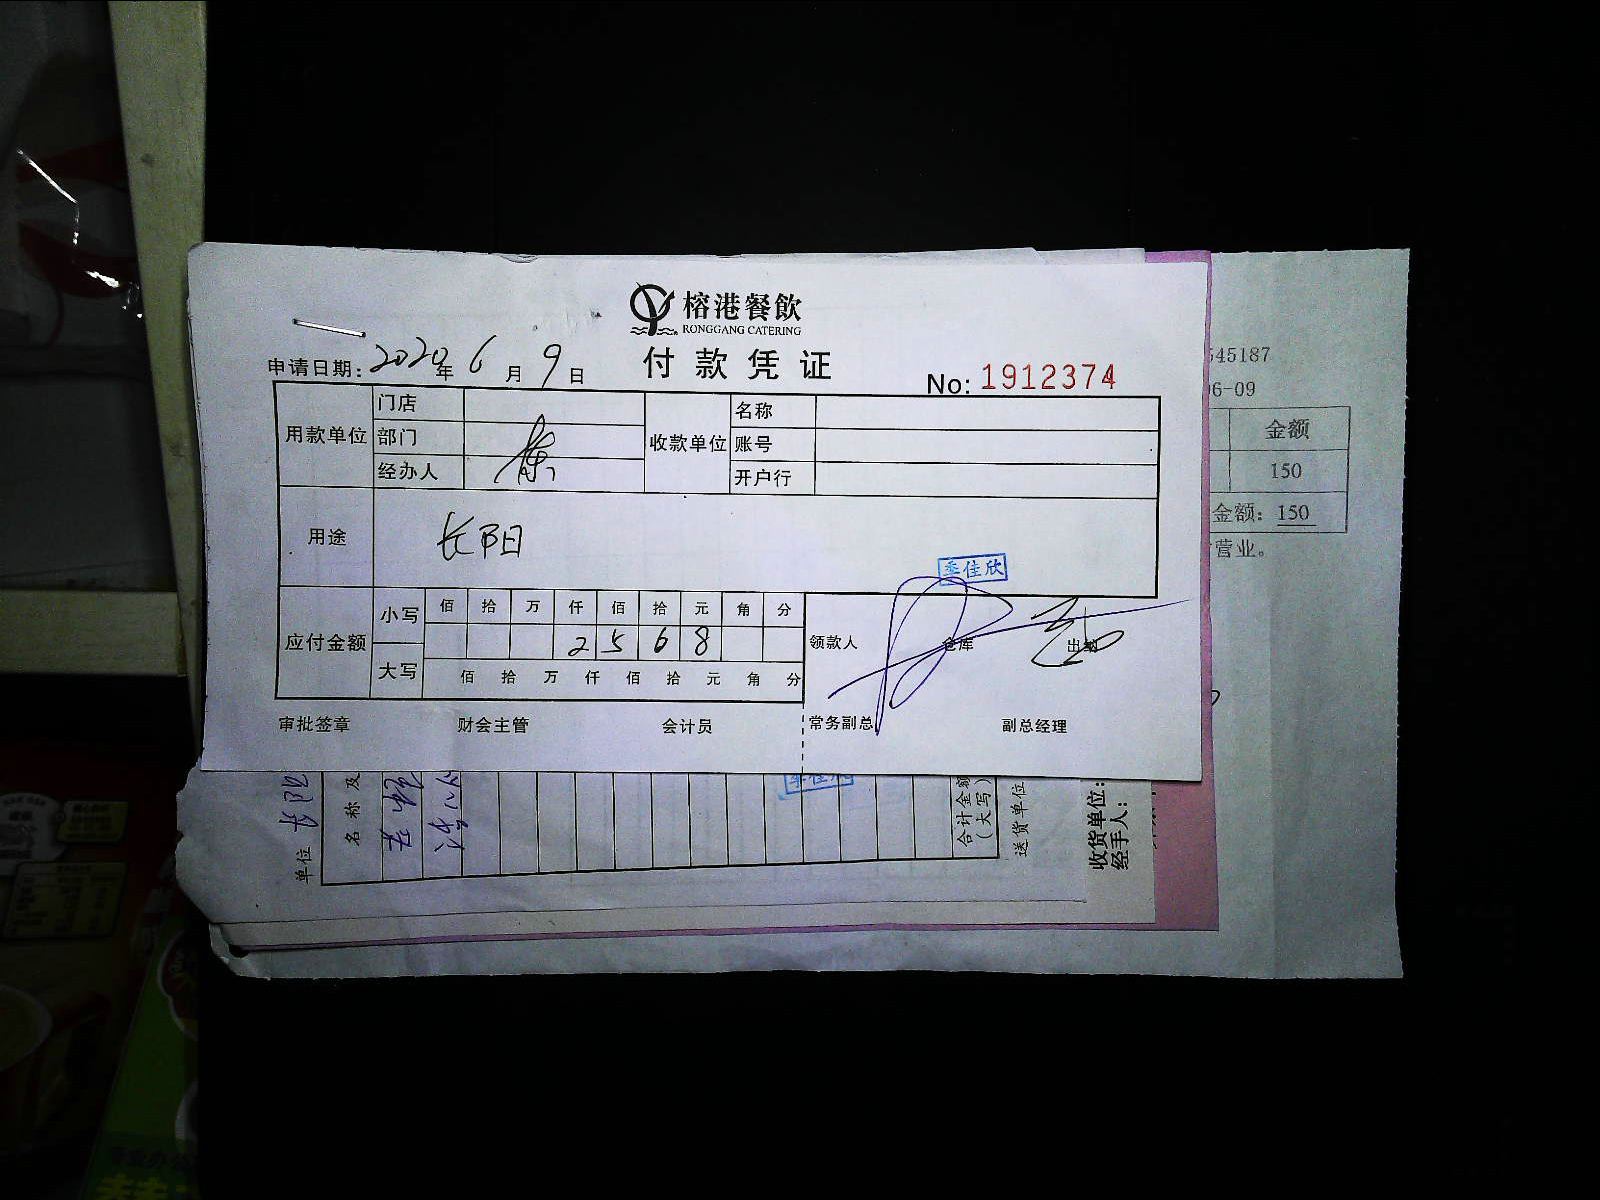 榕港餐飲
RONGGANG CATERING
付款凭证
申请日期: 2020年 6月 9日
No: 1912374
用款单位 门店
部门
经办人
收款单位 名称
账号
开户行
用途 长阳
季佳欣
应付金额 小写 佰 拾 万 仟 佰 拾 元 角 分
2 5 6 8
大写 佰 拾 万 仟 佰 拾 元 角 分
领款人 仓库 出纳
审批签章 财会主管 会计员 常务副总 副总经理
545187
06-09
金额
150
金额: 150
营业。
单位 长阳
名称及
合计金额
(大写)
送货单位
收货单位:
经手人: